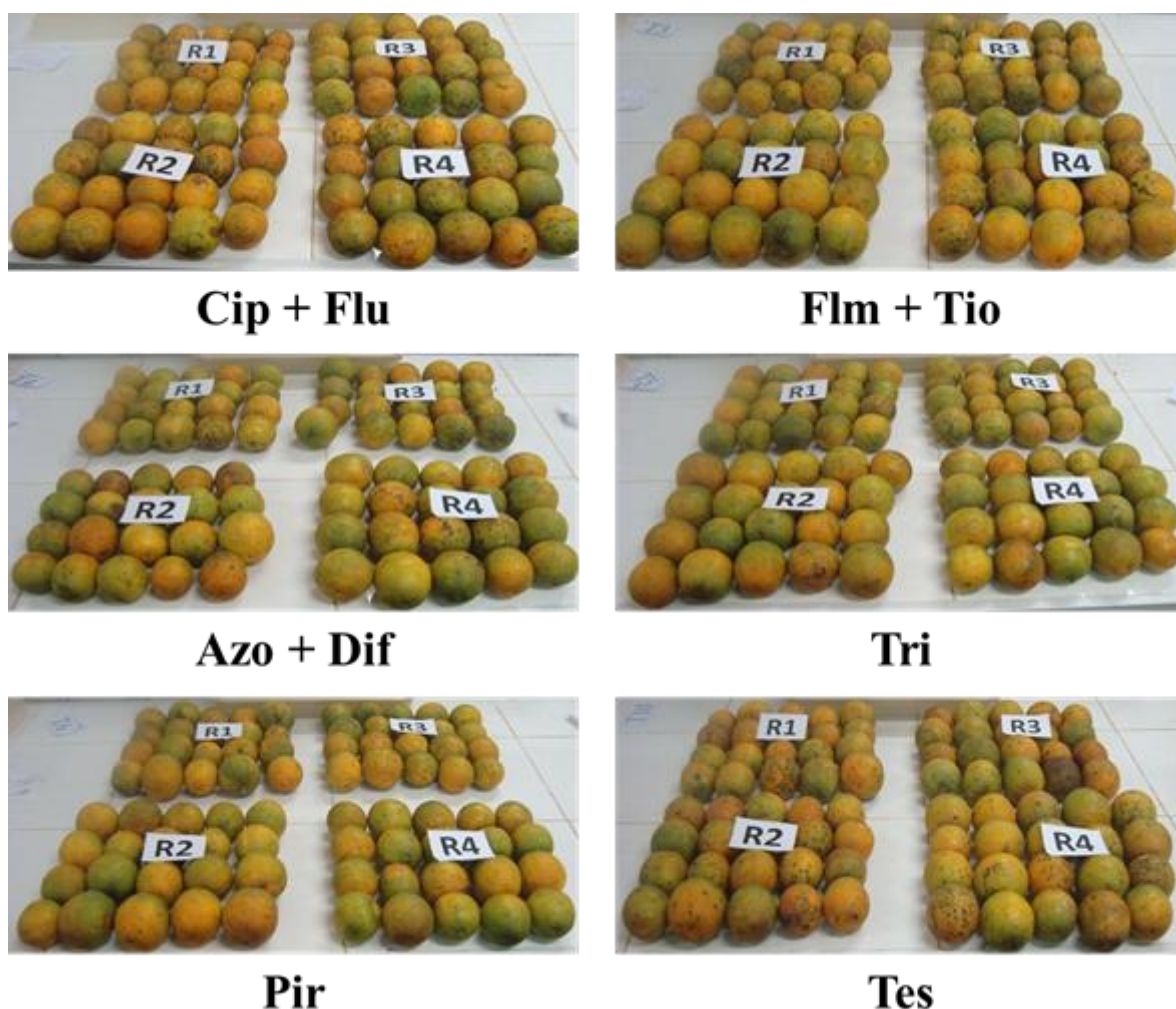 R1
R3
R2
R4
Cip + Flu
R1
R3
R2
R4
Flm + Tio
R1
R3
R2
R4
Azo + Dif
R1
R3
R2
R4
Tri
R1
R3
R2
R4
Pir
R1
R3
R2
R4
Tes